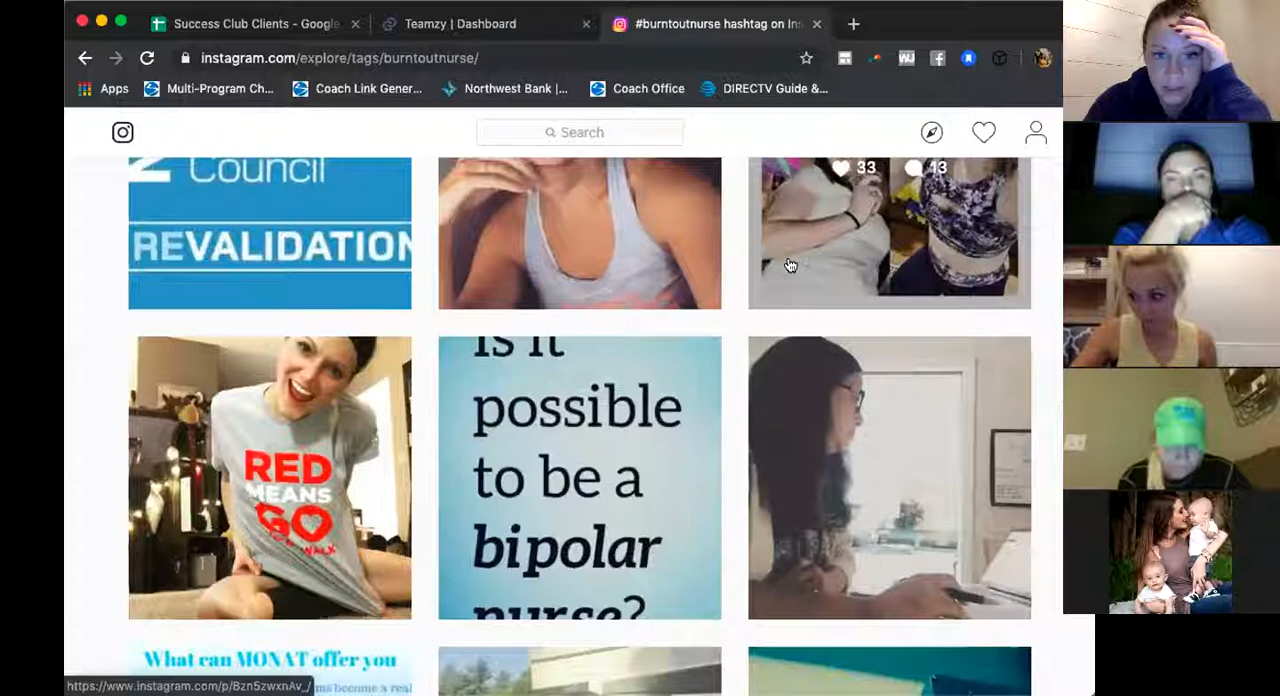 Success Club Clients - Google
Teamzy | Dashboard
#burntoutnurse hashtag on Ins
instagram.com/explore/tags/burntoutnurse/
Apps
Multi-Program Ch...
Coach Link Gener...
Northwest Bank |...
Coach Office
DIRECTV Guide &...
Search
Council
REVALIDATION
33
13
RED
MEANS
GO
WALK
Is it
possible
to be a
bipolar
nurse?
What can MONAT offer you
https://www.instagram.com/p/Bzn5zwxnAv_/